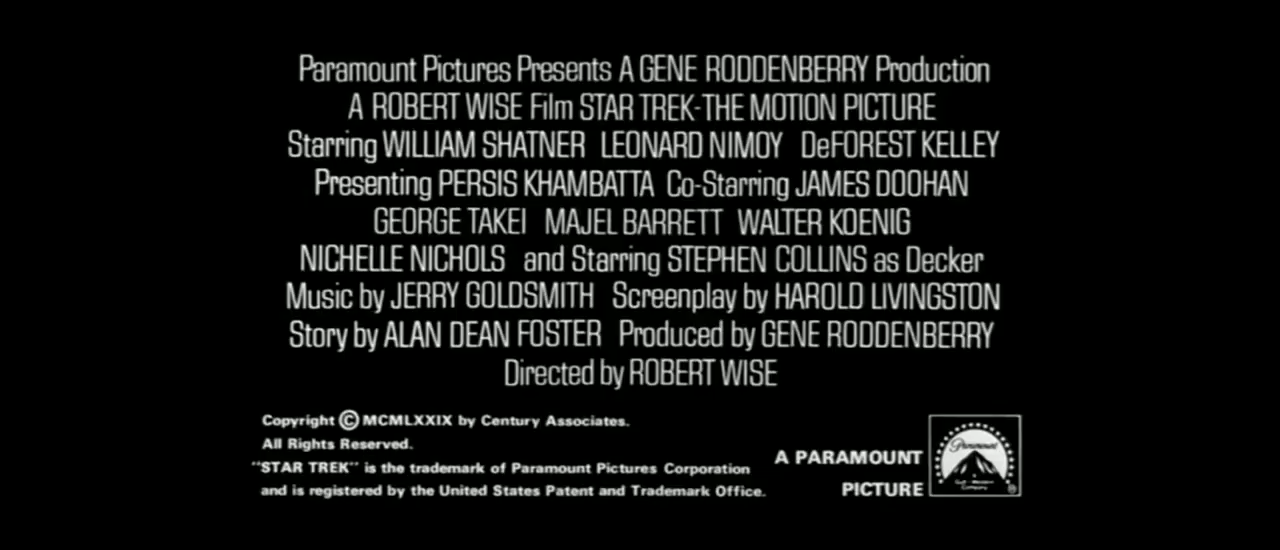 Paramount Pictures Presents A GENE RODDENBERRY Production
A ROBERT WISE Film STAR TREK-THE MOTION PICTURE
Starring WILLIAM SHATNER LEONARD NIMOY DeFOREST KELLEY
Presenting PERSIS KHAMBATTA Co-Starring JAMES DOOHAN
GEORGE TAKEI MAJEL BARRETT WALTER KOENIG
NICHELLE NICHOLS and Starring STEPHEN COLLINS as Decker
Music by JERRY GOLDSMITH Screenplay by HAROLD LIVINGSTON
Story by ALAN DEAN FOSTER Produced by GENE RODDENBERRY
Directed by ROBERT WISE
Copyright © MCMLXXIX by Century Associates.
All Rights Reserved.
"STAR TREK" is the trademark of Paramount Pictures Corporation
and is registered by the United States Patent and Trademark Office.
A PARAMOUNT
PICTURE
Paramount
Company
®